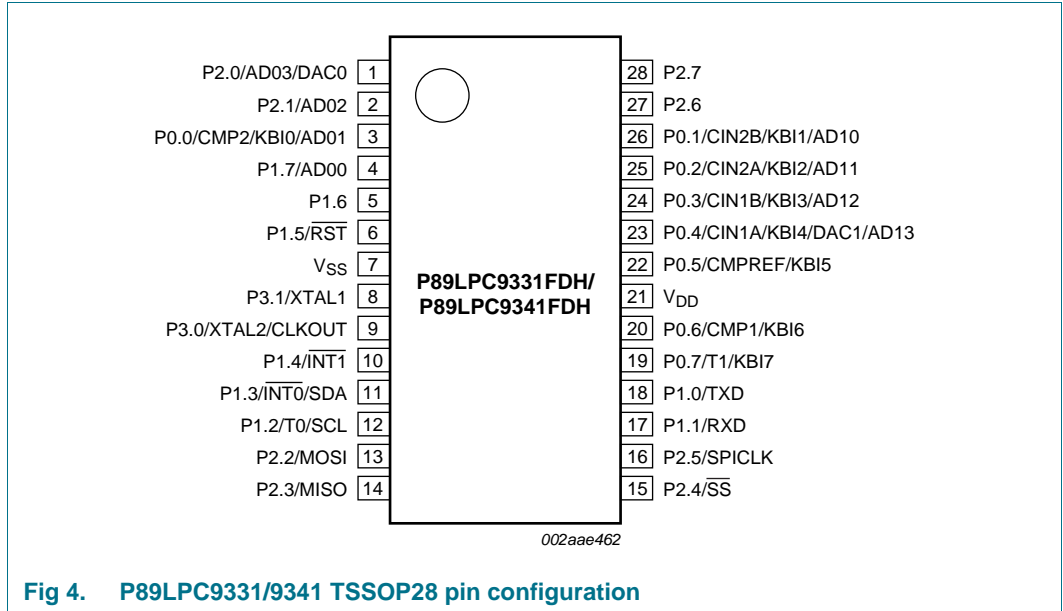 P2.0/AD03/DAC0 1
28 P2.7
P2.1/AD02 2
27 P2.6
P0.0/CMP2/KBI0/AD01 3
26 P0.1/CIN2B/KBI1/AD10
P1.7/AD00 4
25 P0.2/CIN2A/KBI2/AD11
P1.6 5
24 P0.3/CIN1B/KBI3/AD12
P1.5/R̅S̅T̅ 6
23 P0.4/CIN1A/KBI4/DAC1/AD13
VSS 7
22 P0.5/CMPREF/KBI5
P89LPC9331FDH/
P89LPC9341FDH
P3.1/XTAL1 8
21 VDD
P3.0/XTAL2/CLKOUT 9
20 P0.6/CMP1/KBI6
P1.4/I̅N̅T̅1̅ 10
19 P0.7/T1/KBI7
P1.3/I̅N̅T̅0̅/SDA 11
18 P1.0/TXD
P1.2/T0/SCL 12
17 P1.1/RXD
P2.2/MOSI 13
16 P2.5/SPICLK
P2.3/MISO 14
15 P2.4/S̅S̅
002aae462
Fig 4. P89LPC9331/9341 TSSOP28 pin configuration